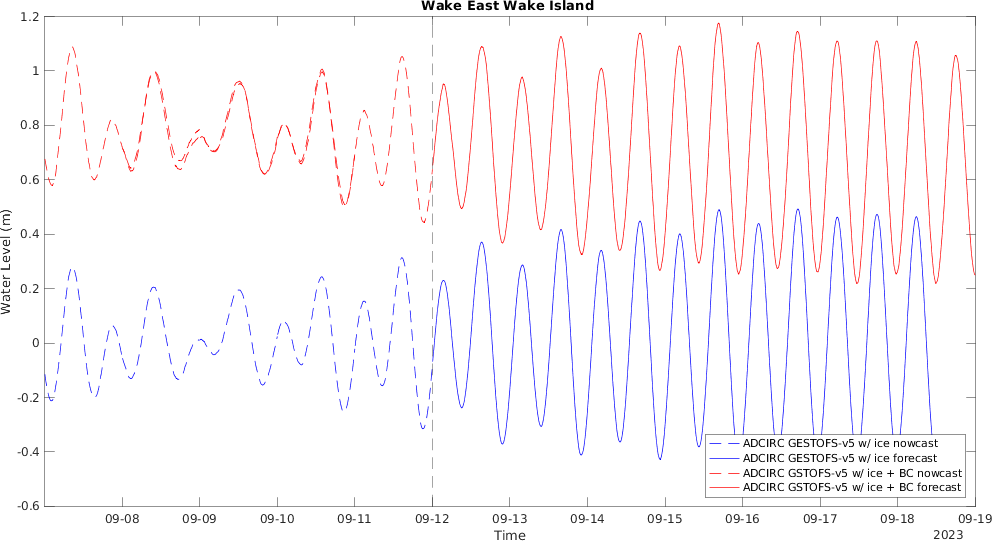 Wake East Wake Island
Water Level (m)
1.2
1
0.8
0.6
0.4
0.2
0
-0.2
-0.4
-0.6
ADCIRC GESTOFS-v5 w/ ice nowcast
ADCIRC GESTOFS-v5 w/ ice forecast
ADCIRC GSTOFS-v5 w/ ice + BC nowcast
ADCIRC GSTOFS-v5 w/ ice + BC forecast
09-08 09-09 09-10 09-11 09-12 09-13 09-14 09-15 09-16 09-17 09-18 09-19
Time
2023